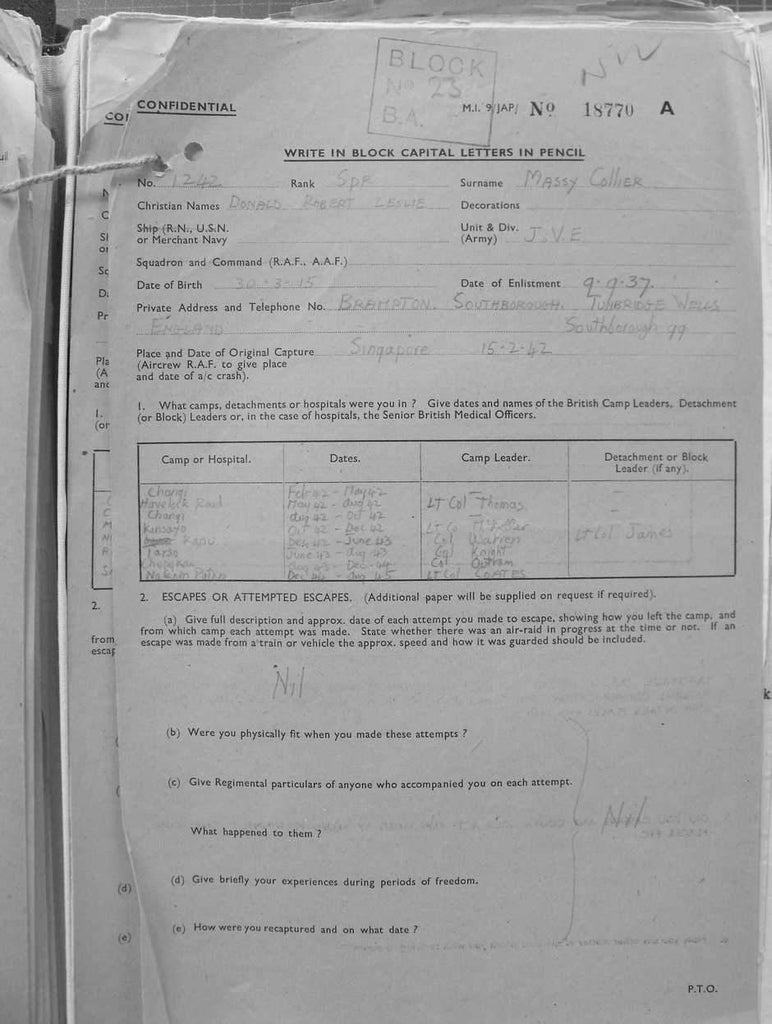 BLOCK
No 23
B.A.
NIL
CONFIDENTIAL
M.I. 9/JAP/ No 18770 A
WRITE IN BLOCK CAPITAL LETTERS IN PENCIL
No. 1242 Rank SPR Surname MASSY COLLIER
Christian Names DONALD ROBERT LESLIE Decorations
Ship (R.N., U.S.N. or Merchant Navy Unit & Div. (Army) J.V.E
Squadron and Command (R.A.F., A.A.F.)
Date of Birth 30-3-15 Date of Enlistment 9-9-37.
Private Address and Telephone No. BRAMPTON. SOUTHBOROUGH. TUNBRIDGE WELLS
ENGLAND Southborough 99
Place and Date of Original Capture Singapore 15-2-42
(Aircrew R.A.F. to give place
and date of a/c crash).
1. What camps, detachments or hospitals were you in ? Give dates and names of the British Camp Leaders, Detachment
(or Block) Leaders or, in the case of hospitals, the Senior British Medical Officers.
Camp or Hospital. Dates. Camp Leader. Detachment or Block Leader (if any).
Changi Feb 42 - May 42
Havelock Road May 42 - Aug 42 Lt Col Thomas
Changi Aug 42 - Oct 42
Oct 42 - Dec 42
Dec 42 - June 43 Col Warren Lt Col James
Tarso June 43 - Aug 43 Col Knight
Aug 43 - Dec-44 Col Outram
Dec 44 - Aug 45 Lt Col COATES
2. ESCAPES OR ATTEMPTED ESCAPES. (Additional paper will be supplied on request if required).
(a) Give full description and approx. date of each attempt you made to escape, showing how you left the camp, and
from which camp each attempt was made. State whether there was an air-raid in progress at the time or not. If an
escape was made from a train or vehicle the approx. speed and how it was guarded should be included.
Nil
(b) Were you physically fit when you made these attempts ?
(c) Give Regimental particulars of anyone who accompanied you on each attempt.
Nil
What happened to them ?
(d) Give briefly your experiences during periods of freedom.
(e) How were you recaptured and on what date ?
P.T.O.